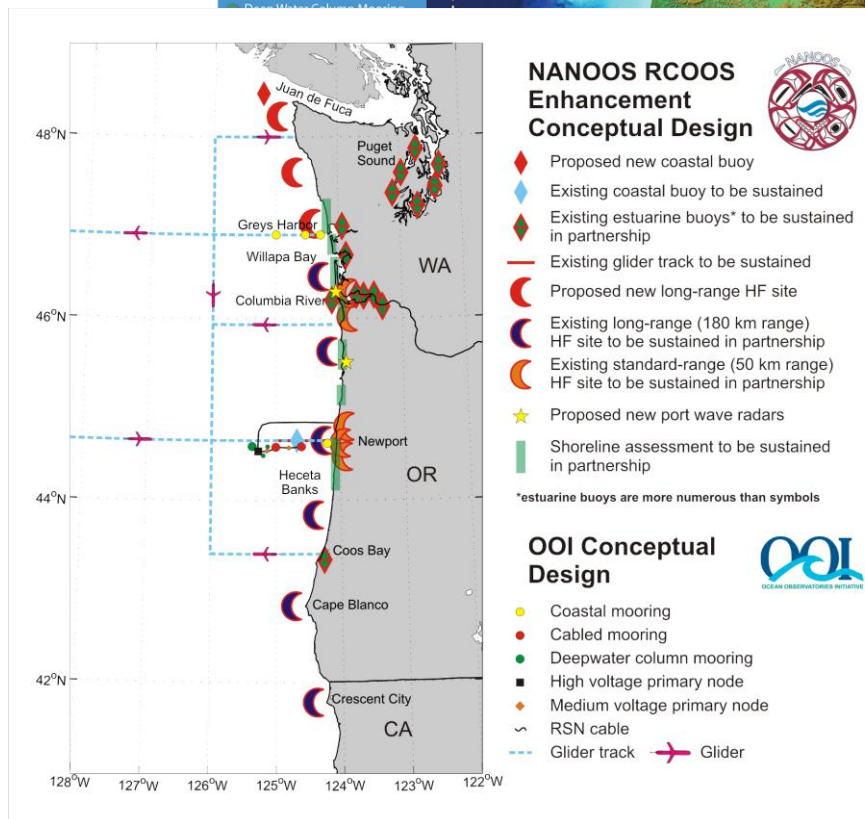 Deep Water Column Mooring
NANOOS RCOOS
Enhancement
Conceptual Design
NANOOS
Proposed new coastal buoy
Existing coastal buoy to be sustained
Existing estuarine buoys* to be sustained
in partnership
Existing glider track to be sustained
Proposed new long-range HF site
Existing long-range (180 km range)
HF site to be sustained in partnership
Existing standard-range (50 km range)
HF site to be sustained in partnership
Proposed new port wave radars
Shoreline assessment to be sustained
in partnership
*estuarine buoys are more numerous than symbols
OOI Conceptual
Design
OOI
OCEAN OBSERVATORIES INITIATIVE
Coastal mooring
Cabled mooring
Deepwater column mooring
High voltage primary node
Medium voltage primary node
RSN cable
Glider track
Glider
Juan de Fuca
48°N
Puget
Sound
Greys Harbor
Willapa Bay
WA
Columbia River
46°N
Newport
OR
Heceta
Banks
44°N
Coos Bay
Cape Blanco
42°N
Crescent City
CA
128°W
127°W
126°W
125°W
124°W
123°W
122°W